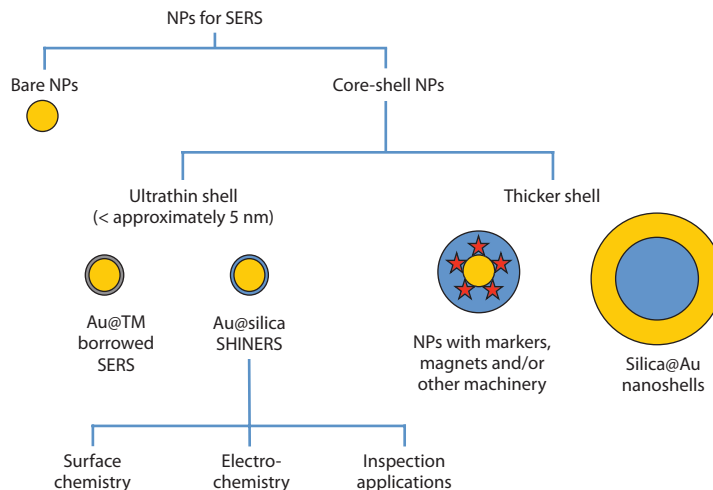 NPs for SERS
Bare NPs
Core-shell NPs
Ultrathin shell
(< approximately 5 nm)
Thicker shell
Au@TM
borrowed
SERS
Au@silica
SHINERS
NPs with markers,
magnets and/or
other machinery
Silica@Au
nanoshells
Surface
chemistry
Electro-
chemistry
Inspection
applications